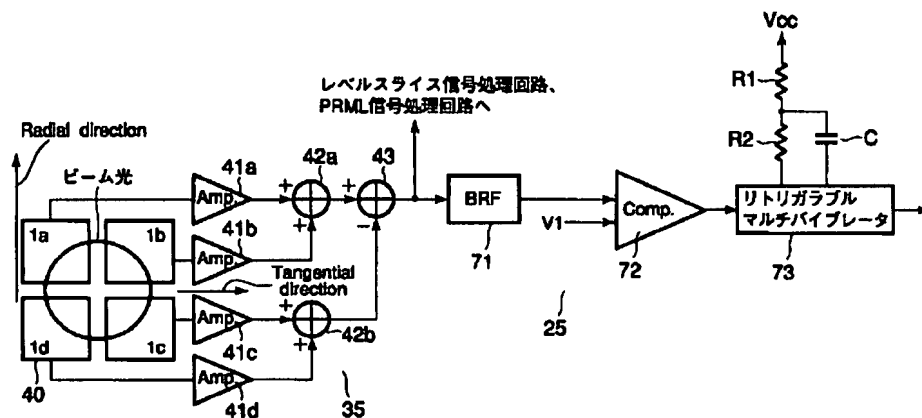 Vcc
R1
レベルスライス信号処理回路、
PRML信号処理回路へ
Radial direction
ビーム光
41a
42a
43
R2
C
Amp.
+
+
+
-
BRF
71
V1
Comp.
72
リトリガラブル
マルチバイブレータ
73
1a
1b
41b
Amp.
Tangential
direction
25
1d
1c
Amp.
41c
+
+
42b
40
Amp.
41d
35